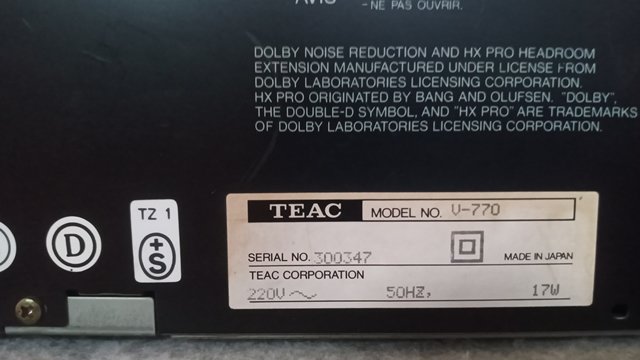 - NE PAS OUVRIR.
DOLBY NOISE REDUCTION AND HX PRO HEADROOM
EXTENSION MANUFACTURED UNDER LICENSE FROM
DOLBY LABORATORIES LICENSING CORPORATION.
HX PRO ORIGINATED BY BANG AND OLUFSEN. "DOLBY",
THE DOUBLE-D SYMBOL, AND "HX PRO" ARE TRADEMARKS
OF DOLBY LABORATORIES LICENSING CORPORATION.
TZ 1
D
+S
TEAC MODEL NO. V-770
SERIAL NO. 300347 MADE IN JAPAN
TEAC CORPORATION
220V ~ 50HZ, 17W